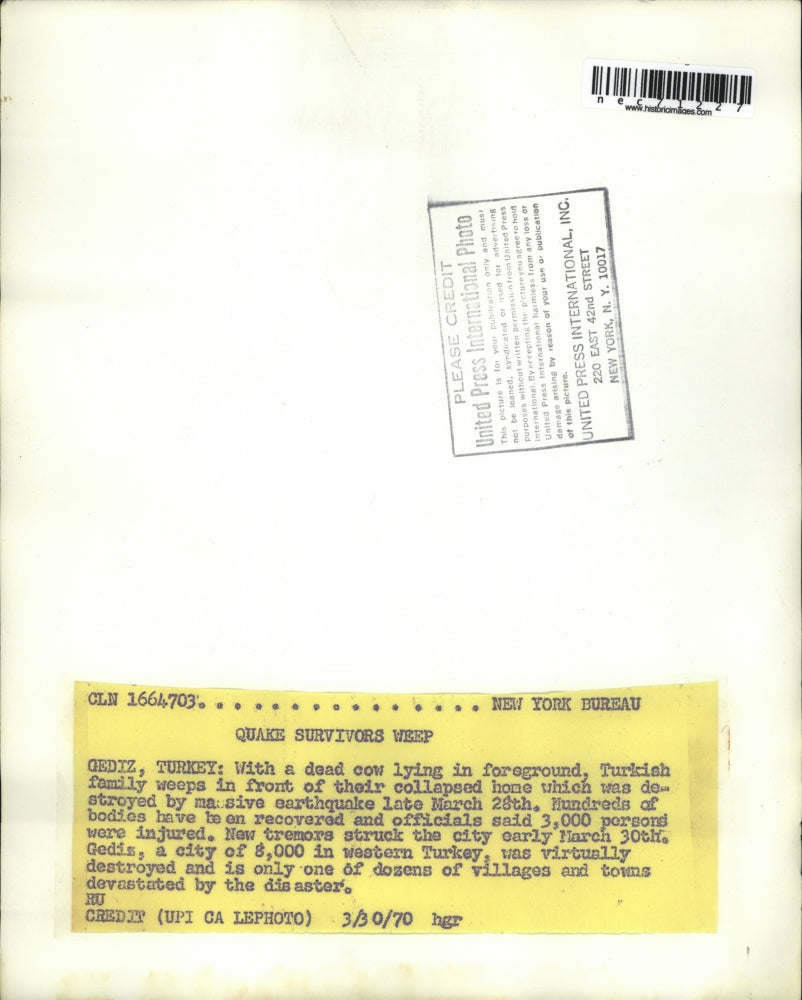 n e c 7 1 2 2 7
www.historicimages.com
PLEASE CREDIT
United Press International Photo
This picture is for your publication only and must
not be loaned, syndicated or used for advertising
purposes without written permission from United Press
International. By accepting this picture you agree to hold
United Press International harmless from any loss or
damage arising by reason of your use or publication
of this picture.
UNITED PRESS INTERNATIONAL, INC.
220 EAST 42nd STREET
NEW YORK, N. Y. 10017
CLN 1664703. . . . . . . . . . . . . . . . NEW YORK BUREAU
QUAKE SURVIVORS WEEP
GEDIZ, TURKEY: With a dead cow lying in foreground, Turkish
family weeps in front of their collapsed home which was de-
stroyed by massive earthquake late March 28th. Hundreds of
bodies have been recovered and officials said 3,000 persons
were injured. New tremors struck the city early March 30th.
Gediz, a city of 8,000 in western Turkey, was virtually
destroyed and is only one of dozens of villages and towns
devastated by the disaster.
RU
CREDIT (UPI CA LEPHOTO) 3/30/70 hgr